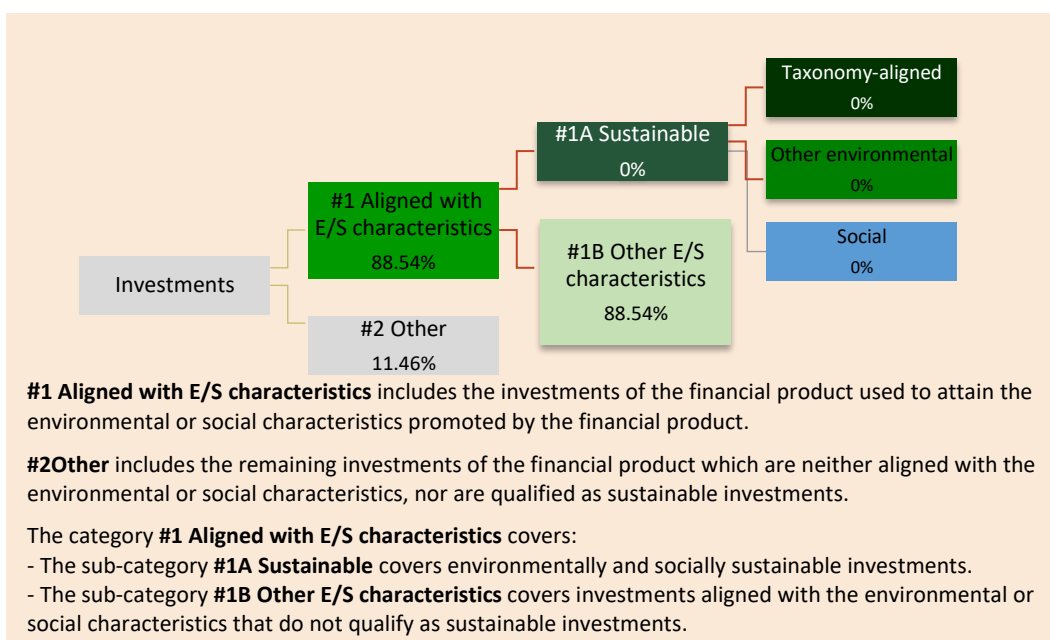 Taxonomy-aligned
0%
#1A Sustainable
0%
Other environmental
0%
#1 Aligned with
E/S characteristics
88.54%
#1B Other E/S
characteristics
88.54%
Social
0%
Investments
#2 Other
11.46%
#1 Aligned with E/S characteristics includes the investments of the financial product used to attain the
environmental or social characteristics promoted by the financial product.
#2Other includes the remaining investments of the financial product which are neither aligned with the
environmental or social characteristics, nor are qualified as sustainable investments.
The category #1 Aligned with E/S characteristics covers:
- The sub-category #1A Sustainable covers environmentally and socially sustainable investments.
- The sub-category #1B Other E/S characteristics covers investments aligned with the environmental or
social characteristics that do not qualify as sustainable investments.